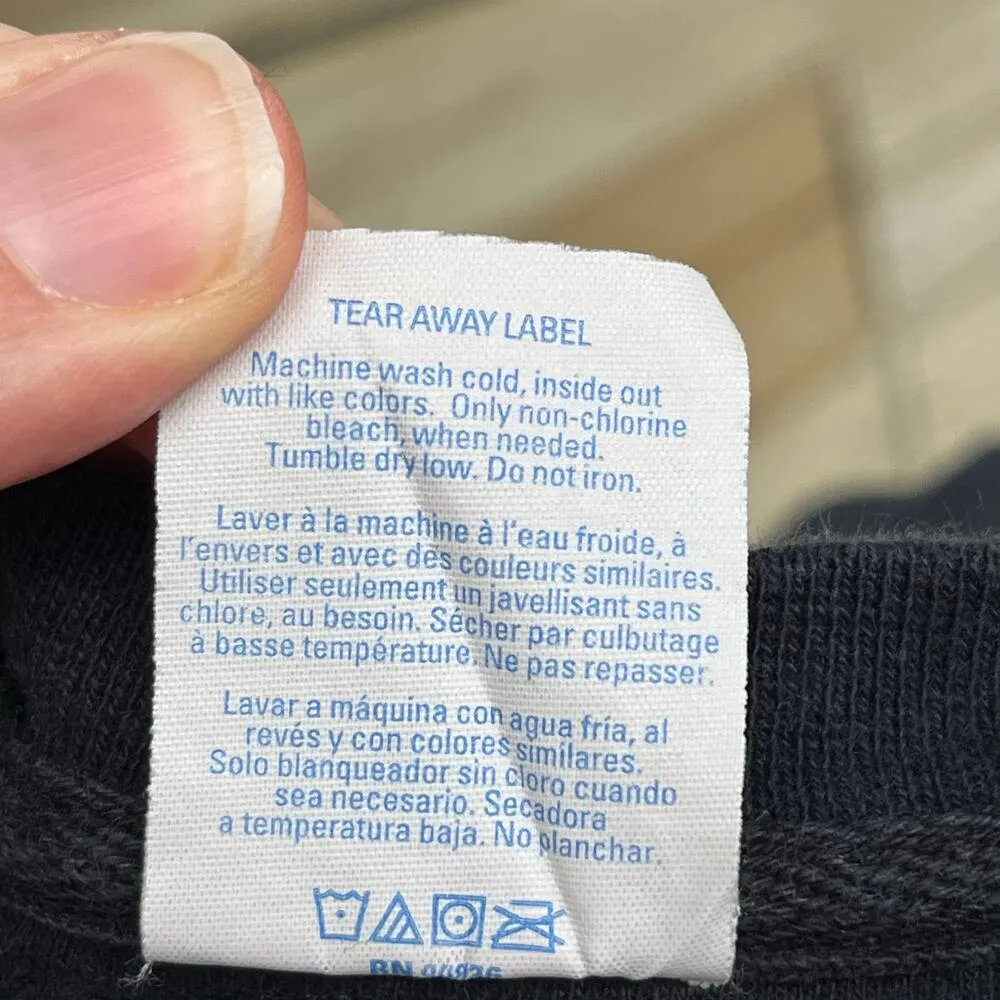 TEAR AWAY LABEL
Machine wash cold, inside out
with like colors. Only non-chlorine
bleach, when needed.
Tumble dry low. Do not iron.
Laver à la machine à l'eau froide, à
l'envers et avec des couleurs similaires.
Utiliser seulement un javellisant sans
chlore, au besoin. Sécher par culbutage
à basse température. Ne pas repasser.
Lavar a máquina con agua fría, al
revés y con colores similares.
Solo blanqueador sin cloro cuando
sea necesario. Secadora
a temperatura baja. No planchar.
RN